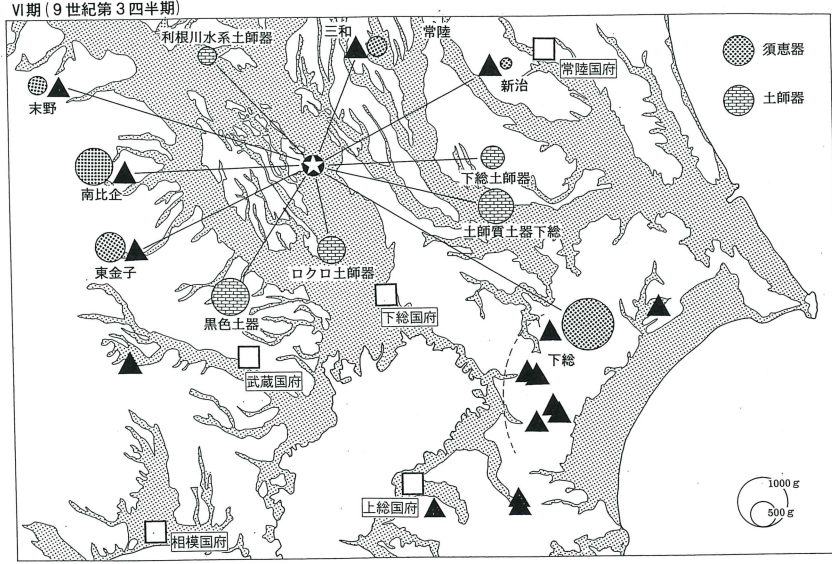 Ⅵ期(9世紀第3四半期)
利根川水系土師器
三和
常陸
新治
常陸国府
須恵器
土師器
末野
南比企
下総土師器
土師質土器下総
東金子
ロクロ土師器
黒色土器
下総国府
下総
武蔵国府
上総国府
相模国府
1000g
500g